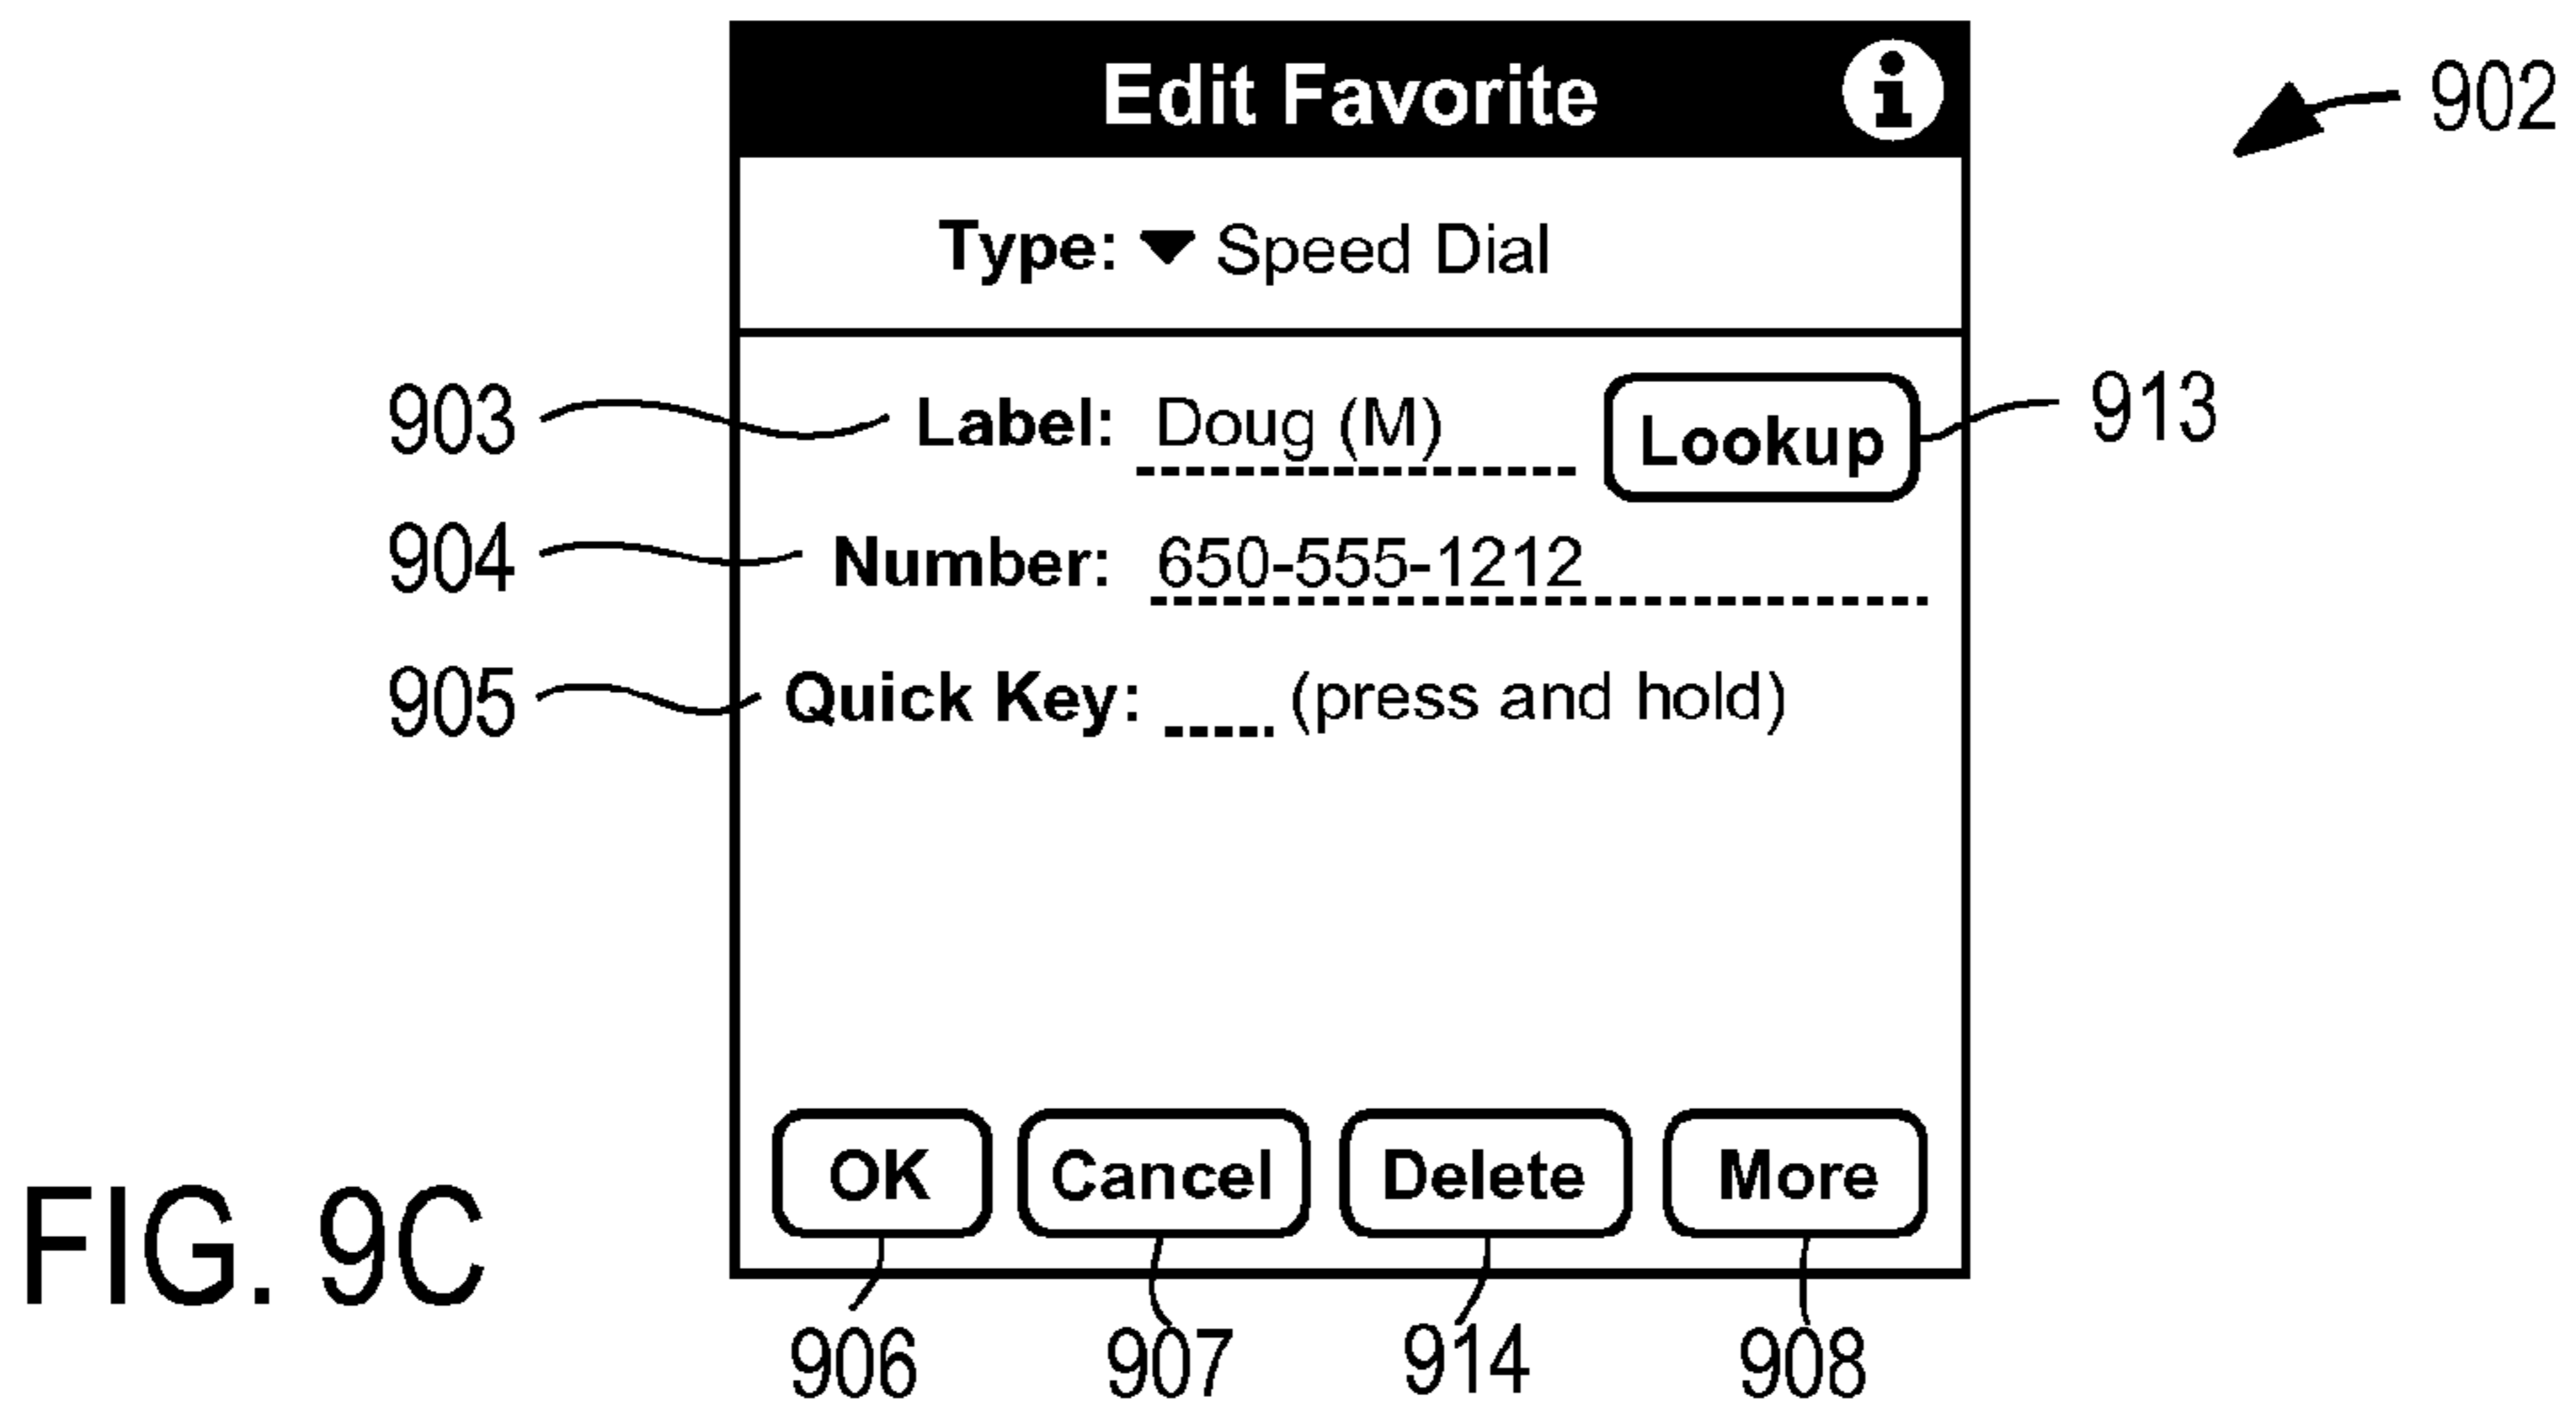 Edit Favorite i
902
Type: Speed Dial
903 Label: Doug (M) Lookup 913
904 Number: 650-555-1212
905 Quick Key: (press and hold)
OK Cancel Delete More
FIG. 9C
906 907 914 908